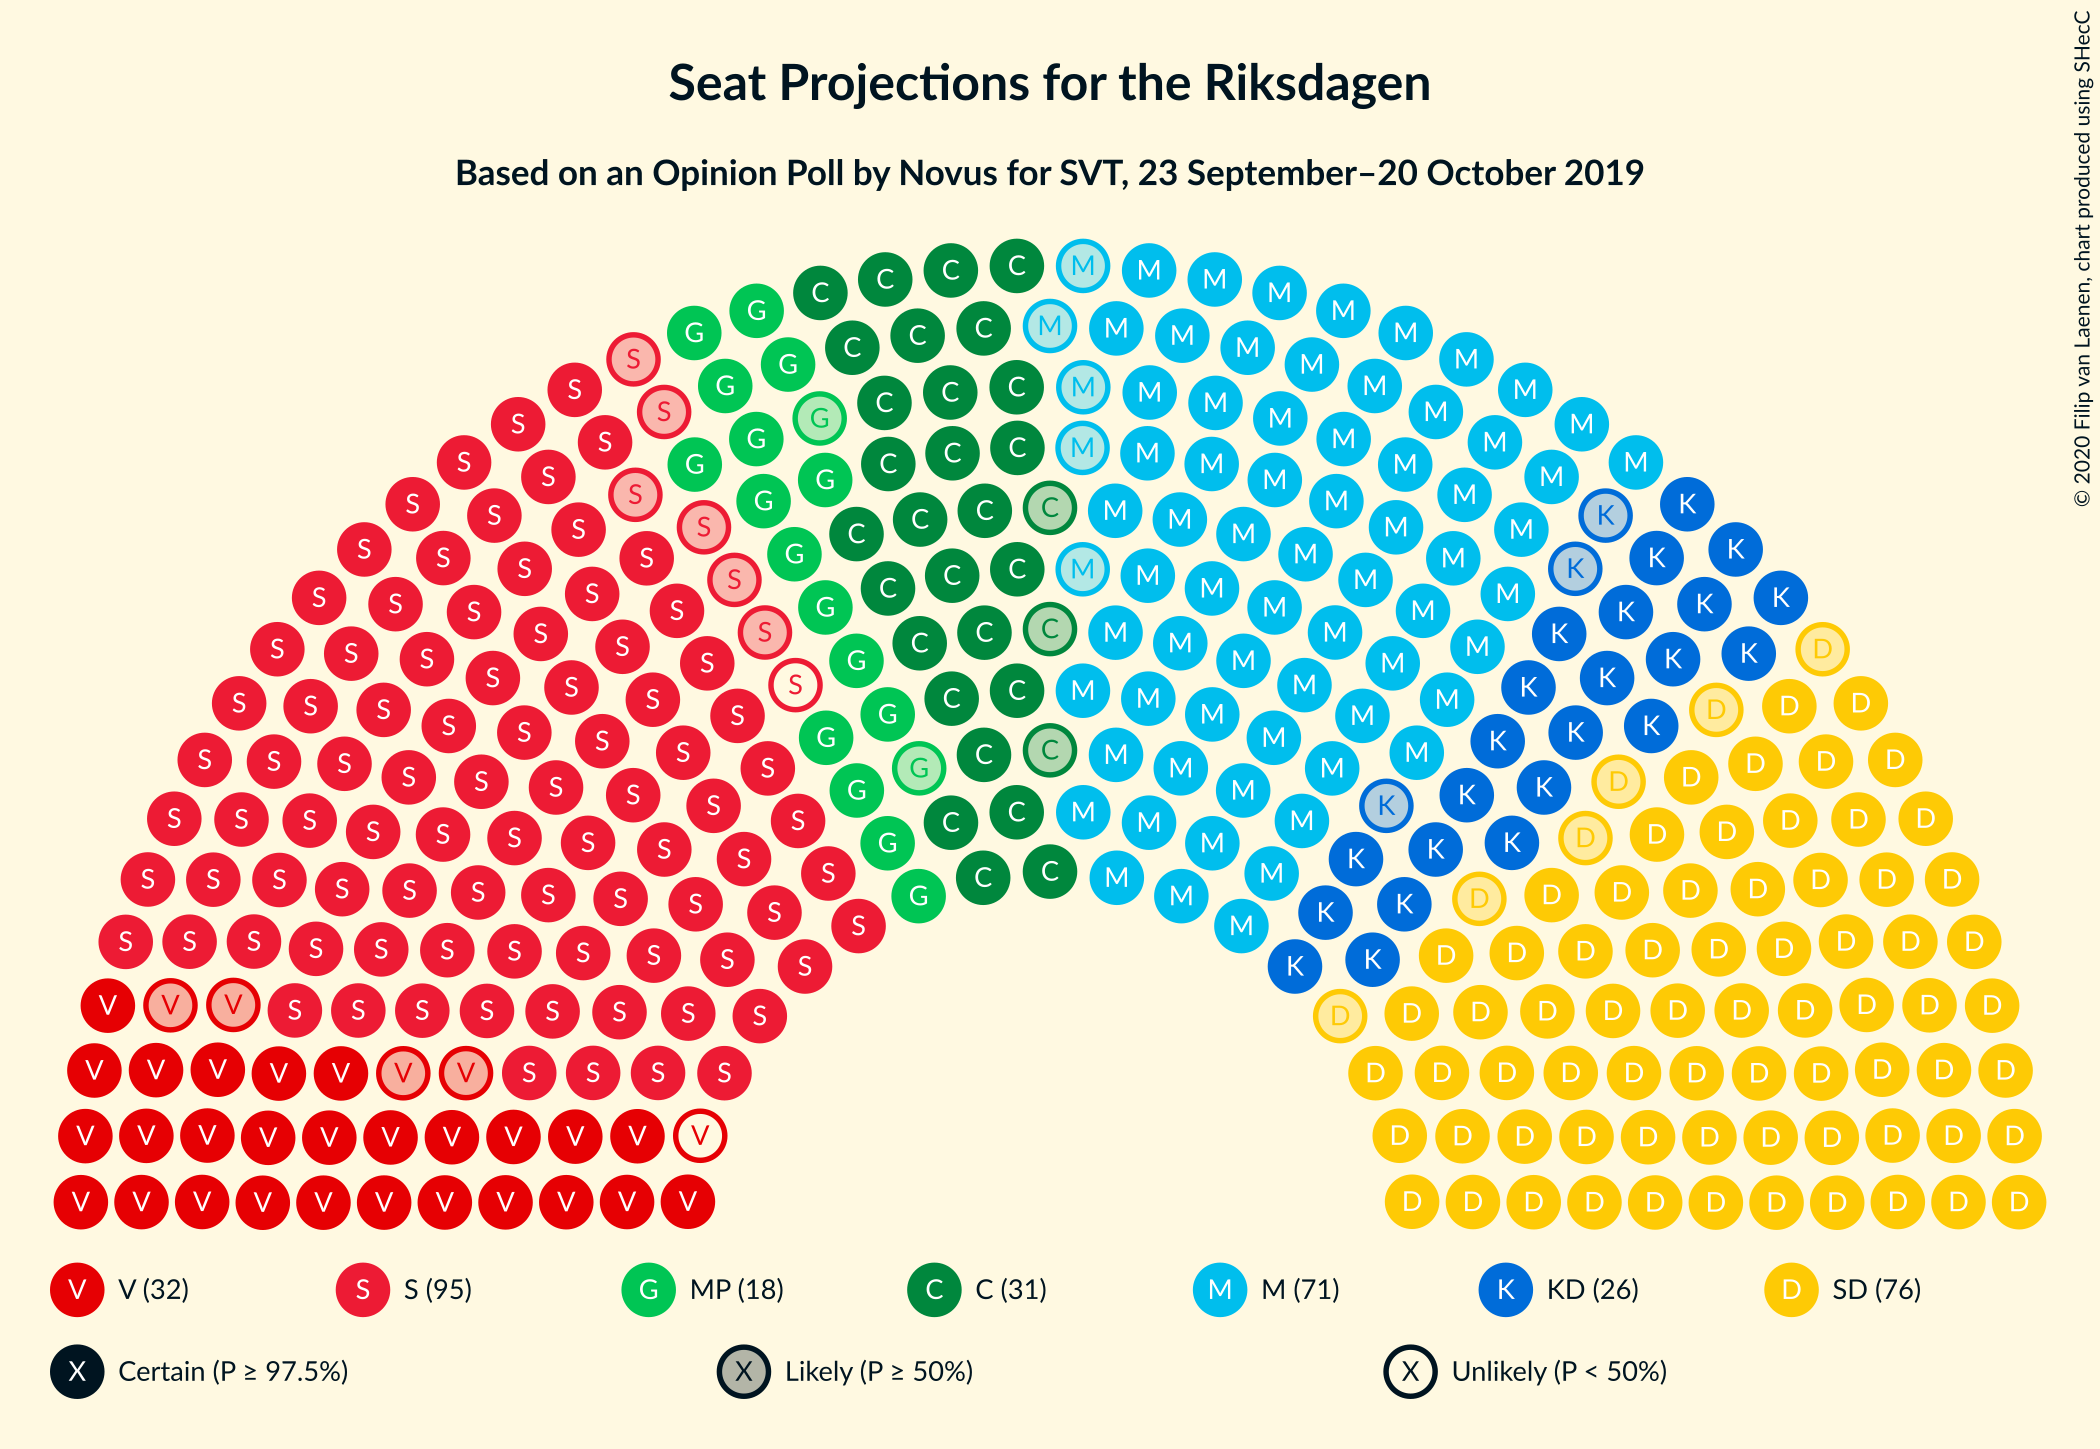 Seat Projections for the Riksdagen
Based on an Opinion Poll by Novus for SVT, 23 September–20 October 2019
© 2020 Filip van Laenen, chart produced using SHecC
V V (32) S S (95) G MP (18) C C (31) M M (71) K KD (26) D SD (76)
X Certain (P ≥ 97.5%) X Likely (P ≥ 50%) X Unlikely (P < 50%)